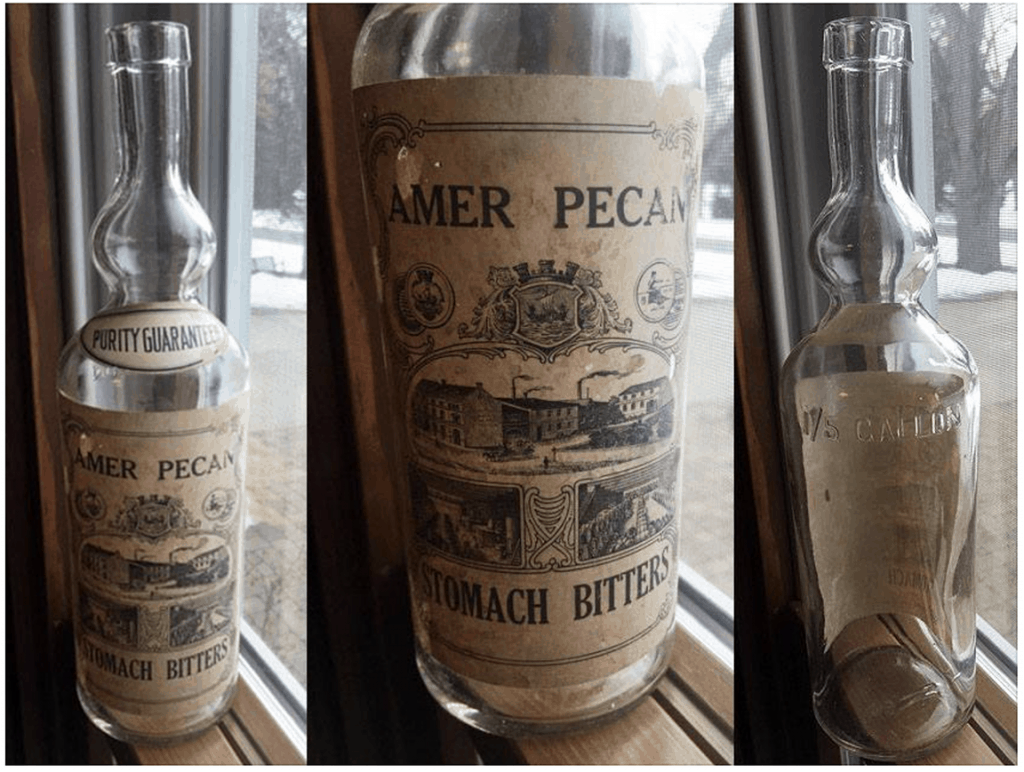 PURITY GUARANTEED
AMER PECAN
STOMACH BITTERS
AMER PECAN
STOMACH BITTERS
1/5 GALLON